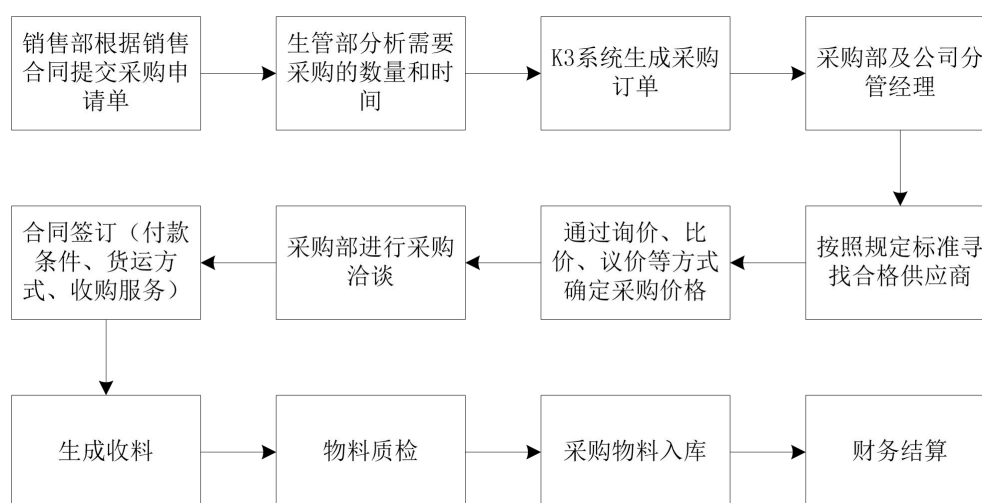 销售部根据销售
合同提交采购申
请单
生管部分析需要
采购的数量和时
间
K3系统生成采购
订单
采购部及公司分
管经理
合同签订（付款
条件、货运方
式、收购服务）
采购部进行采购
洽谈
通过询价、比
价、议价等方式
确定采购价格
按照规定标准寻
找合格供应商
生成收料
物料质检
采购物料入库
财务结算